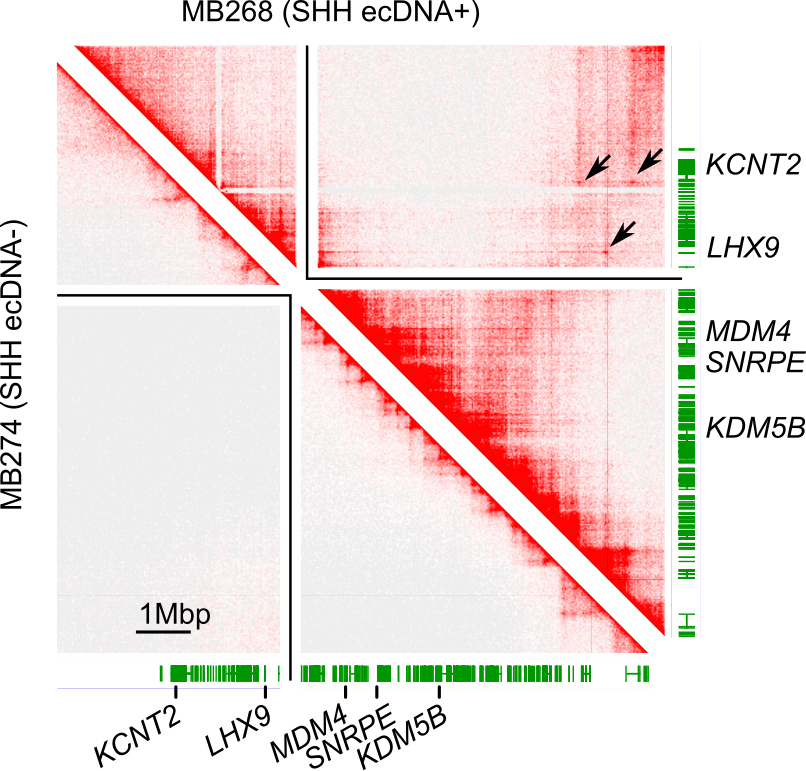 MB268 (SHH ecDNA+)
MB274 (SHH ecDNA-)
KCNT2
LHX9
MDM4
SNRPE
KDM5B
1Mbp
KCNT2
LHX9
MDM4
SNRPE
KDM5B